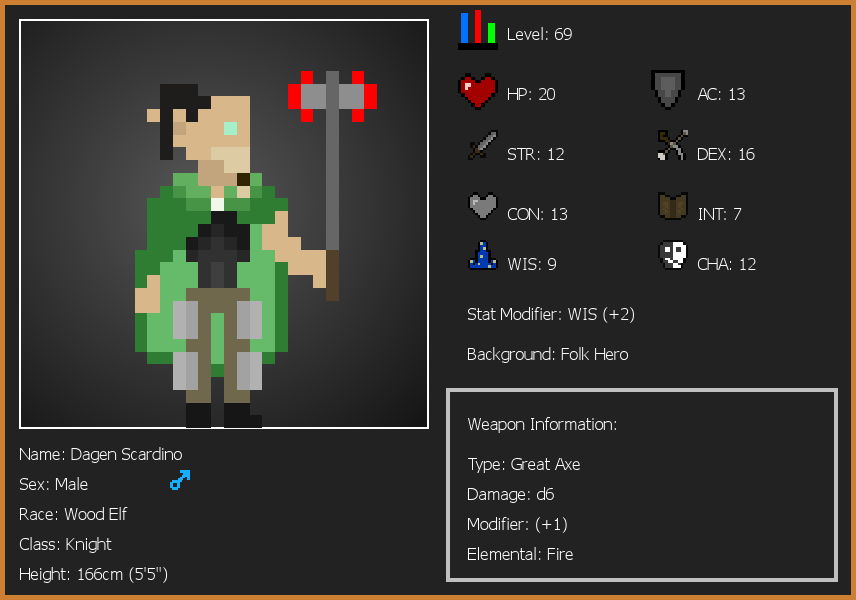 Level: 69
HP: 20
AC: 13
STR: 12
DEX: 16
CON: 13
INT: 7
WIS: 9
CHA: 12
Stat Modifier: WIS (+2)
Background: Folk Hero
Weapon Information:
Type: Great Axe
Damage: d6
Modifier: (+1)
Elemental: Fire
Name: Dagen Scardino
Sex: Male
Race: Wood Elf
Class: Knight
Height: 166cm (5'5")